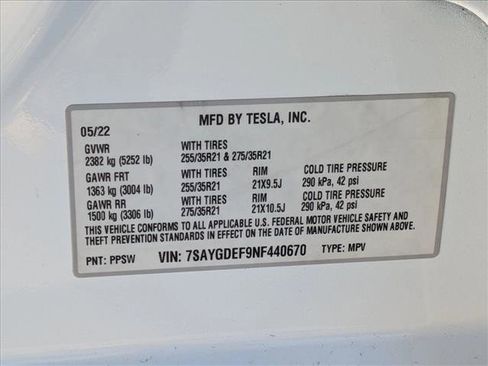 MFD BY TESLA, INC.
05/22
GVWR WITH TIRES
2382 kg (5252 lb) 255/35R21 & 275/35R21
GAWR FRT WITH TIRES RIM COLD TIRE PRESSURE
1363 kg (3004 lb) 255/35R21 21X9.5J 290 kPa, 42 psi
GAWR RR WITH TIRES RIM COLD TIRE PRESSURE
1500 kg (3306 lb) 275/35R21 21X10.5J 290 kPa, 42 psi
THIS VEHICLE CONFORMS TO ALL APPLICABLE U.S. FEDERAL MOTOR VEHICLE SAFETY AND
THEFT PREVENTION STANDARDS IN EFFECT ON THE DATE OF MANUFACTURE SHOWN ABOVE.
PNT: PPSW VIN: 7SAYGDEF9NF440670 TYPE: MPV